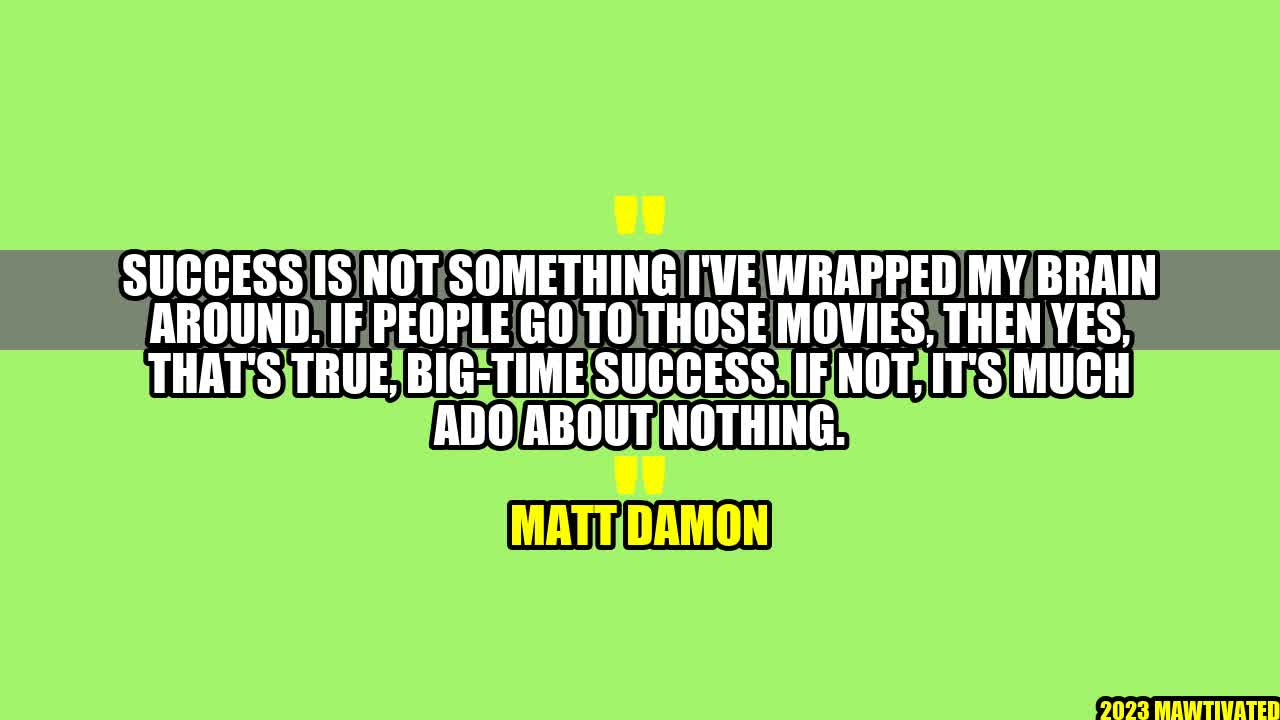 "
SUCCESS IS NOT SOMETHING I'VE WRAPPED MY BRAIN
AROUND. IF PEOPLE GO TO THOSE MOVIES, THEN YES,
THAT'S TRUE, BIG-TIME SUCCESS. IF NOT, IT'S MUCH
ADO ABOUT NOTHING.
"
MATT DAMON
2023 MAWTIVATED